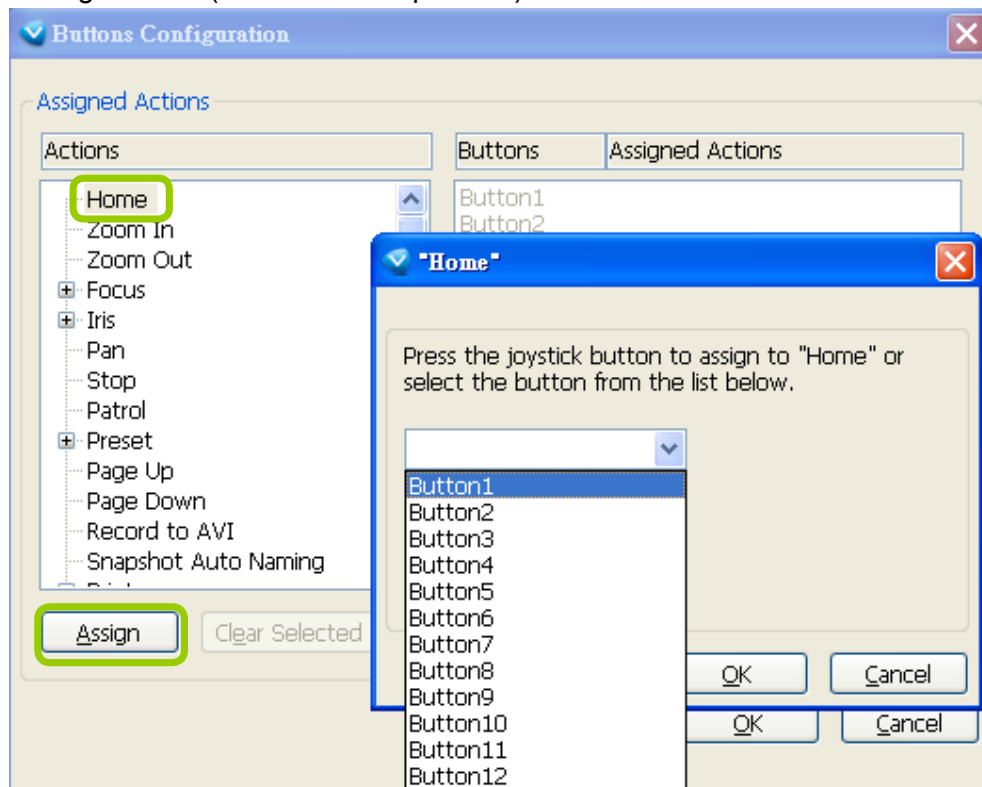 Buttons Configuration
Assigned Actions
Actions
Buttons
Assigned Actions
Home
Zoom In
Zoom Out
Focus
Iris
Pan
Stop
Patrol
Preset
Page Up
Page Down
Record to AVI
Snapshot Auto Naming
Button1
Button2
Assign
Clear Selected
"Home"
Press the joystick button to assign to "Home" or
select the button from the list below.
Button1
Button2
Button3
Button4
Button5
Button6
Button7
Button8
Button9
Button10
Button11
Button12
OK
Cancel
OK
Cancel